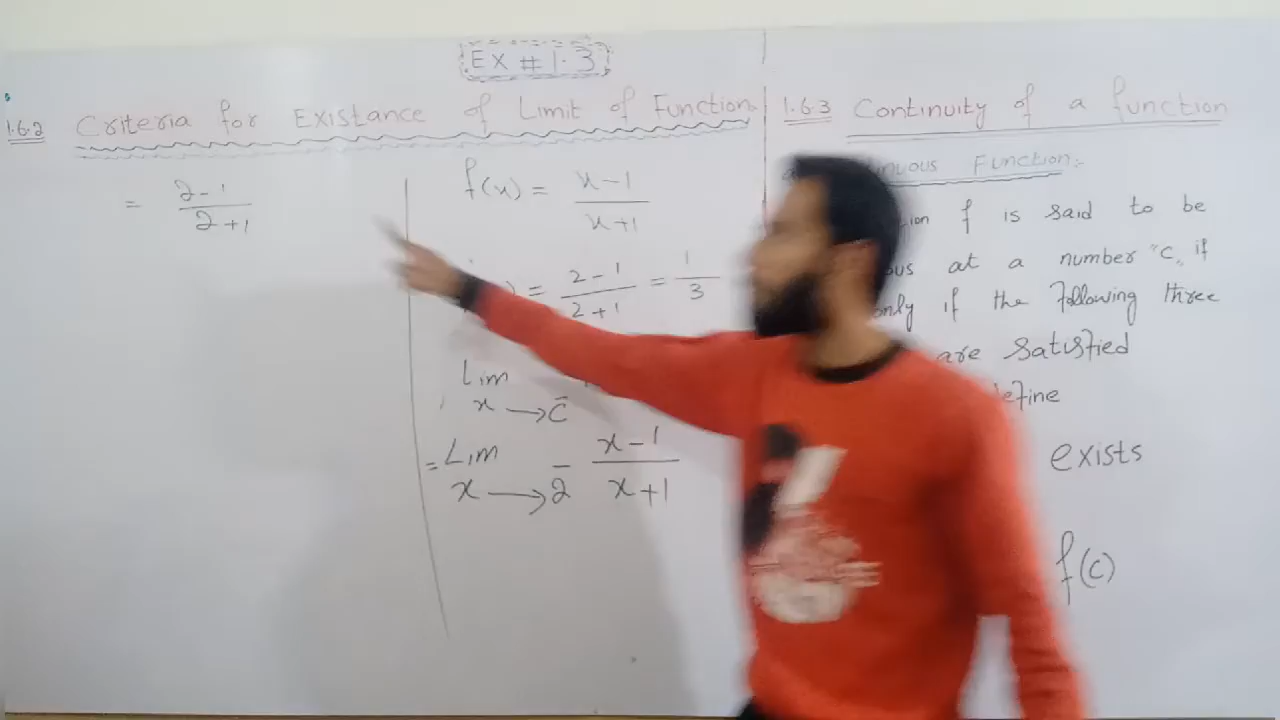 EX # 1.3
1.6.2 Criteria for Existance of Limit of Function.
= 2-1 / 2+1
f(x) = x-1 / x+1
) = 2-1 / 2+1 = 1 / 3
Lim x → c̄
= Lim x → 2̄ x-1 / x+1
1.6.3 Continuity of a function
Function:-
f is said to be
at a number "C, if
only if the following three
are satisfied
exists
f(c)